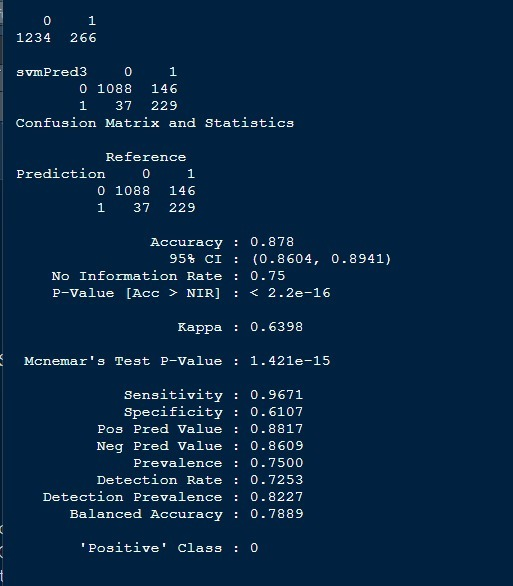 0 1
1234 266
svmPred3 0 1
0 1088 146
1 37 229
Confusion Matrix and Statistics
Reference
Prediction 0 1
0 1088 146
1 37 229
Accuracy : 0.878
95% CI : (0.8604, 0.8941)
No Information Rate : 0.75
P-Value [Acc > NIR] : < 2.2e-16
Kappa : 0.6398
Mcnemar's Test P-Value : 1.421e-15
Sensitivity : 0.9671
Specificity : 0.6107
Pos Pred Value : 0.8817
Neg Pred Value : 0.8609
Prevalence : 0.7500
Detection Rate : 0.7253
Detection Prevalence : 0.8227
Balanced Accuracy : 0.7889
'Positive' Class : 0